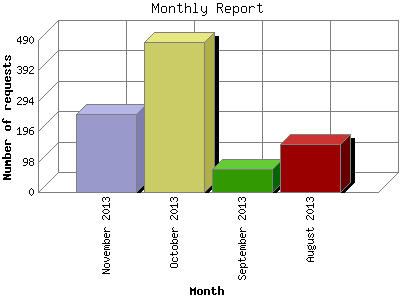 Monthly Report
Number of requests
490
392
294
196
98
0
November 2013
October 2013
September 2013
August 2013
Month